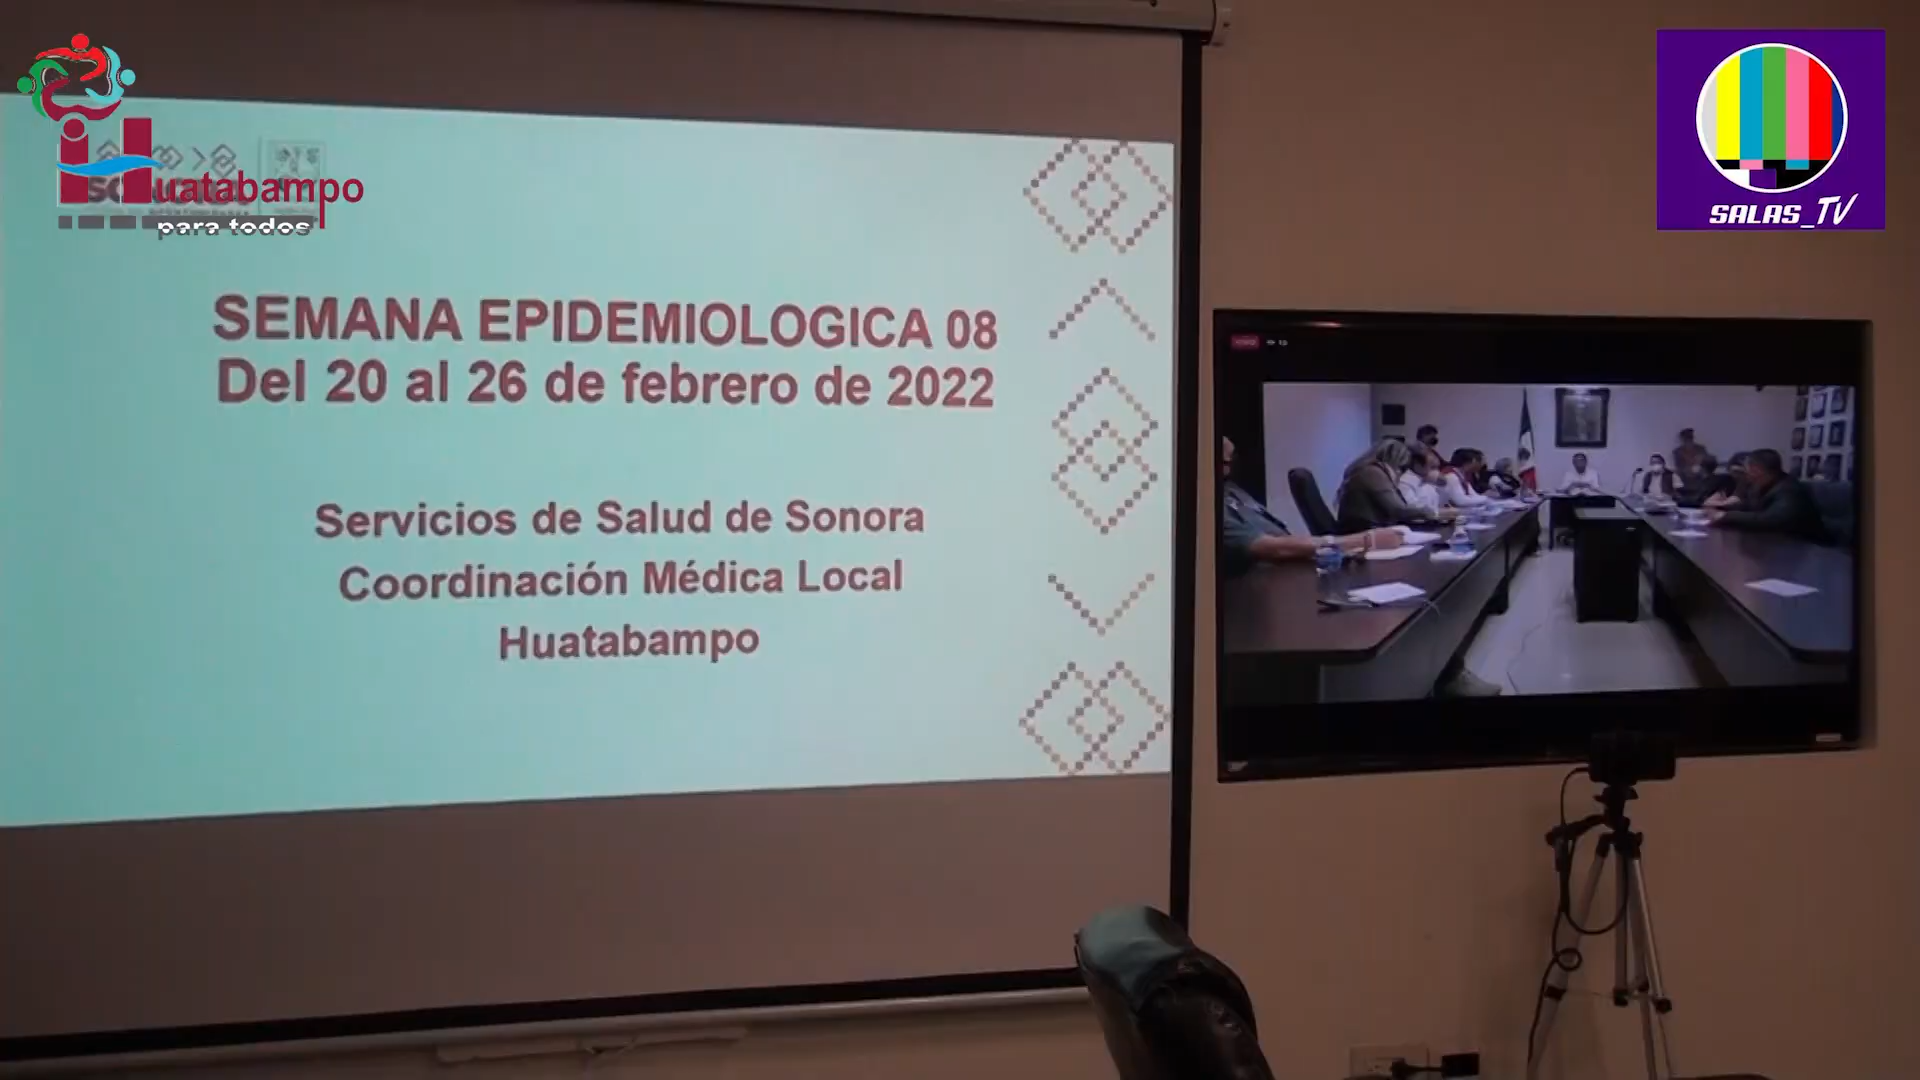 Huatabampo
para todos
SALAS_TV
SEMANA EPIDEMIOLOGICA 08
Del 20 al 26 de febrero de 2022
Servicios de Salud de Sonora
Coordinación Médica Local
Huatabampo